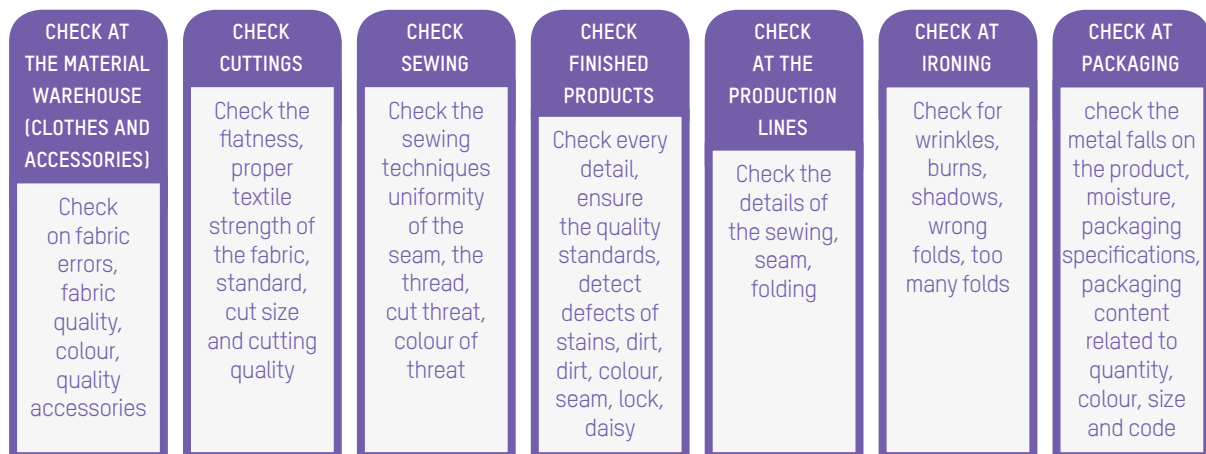 CHECK AT
THE MATERIAL
WAREHOUSE
(CLOTHES AND
ACCESSORIES)
Check
on fabric
errors,
fabric
quality,
colour,
quality
accessories
CHECK
CUTTINGS
Check the
flatness,
proper
textile
strength of
the fabric,
standard,
cut size
and cutting
quality
CHECK
SEWING
Check the
sewing
techniques
uniformity
of the
seam, the
thread,
cut threat,
colour of
threat
CHECK
FINISHED
PRODUCTS
Check every
detail,
ensure
the quality
standards,
detect
defects of
stains, dirt,
dirt, colour,
seam, lock,
daisy
CHECK
AT THE
PRODUCTION
LINES
Check the
details of
the sewing,
seam,
folding
CHECK AT
IRONING
Check for
wrinkles,
burns,
shadows,
wrong
folds, too
many folds
CHECK AT
PACKAGING
check the
metal falls on
the product,
moisture,
packaging
specifications,
packaging
content
related to
quantity,
colour, size
and code